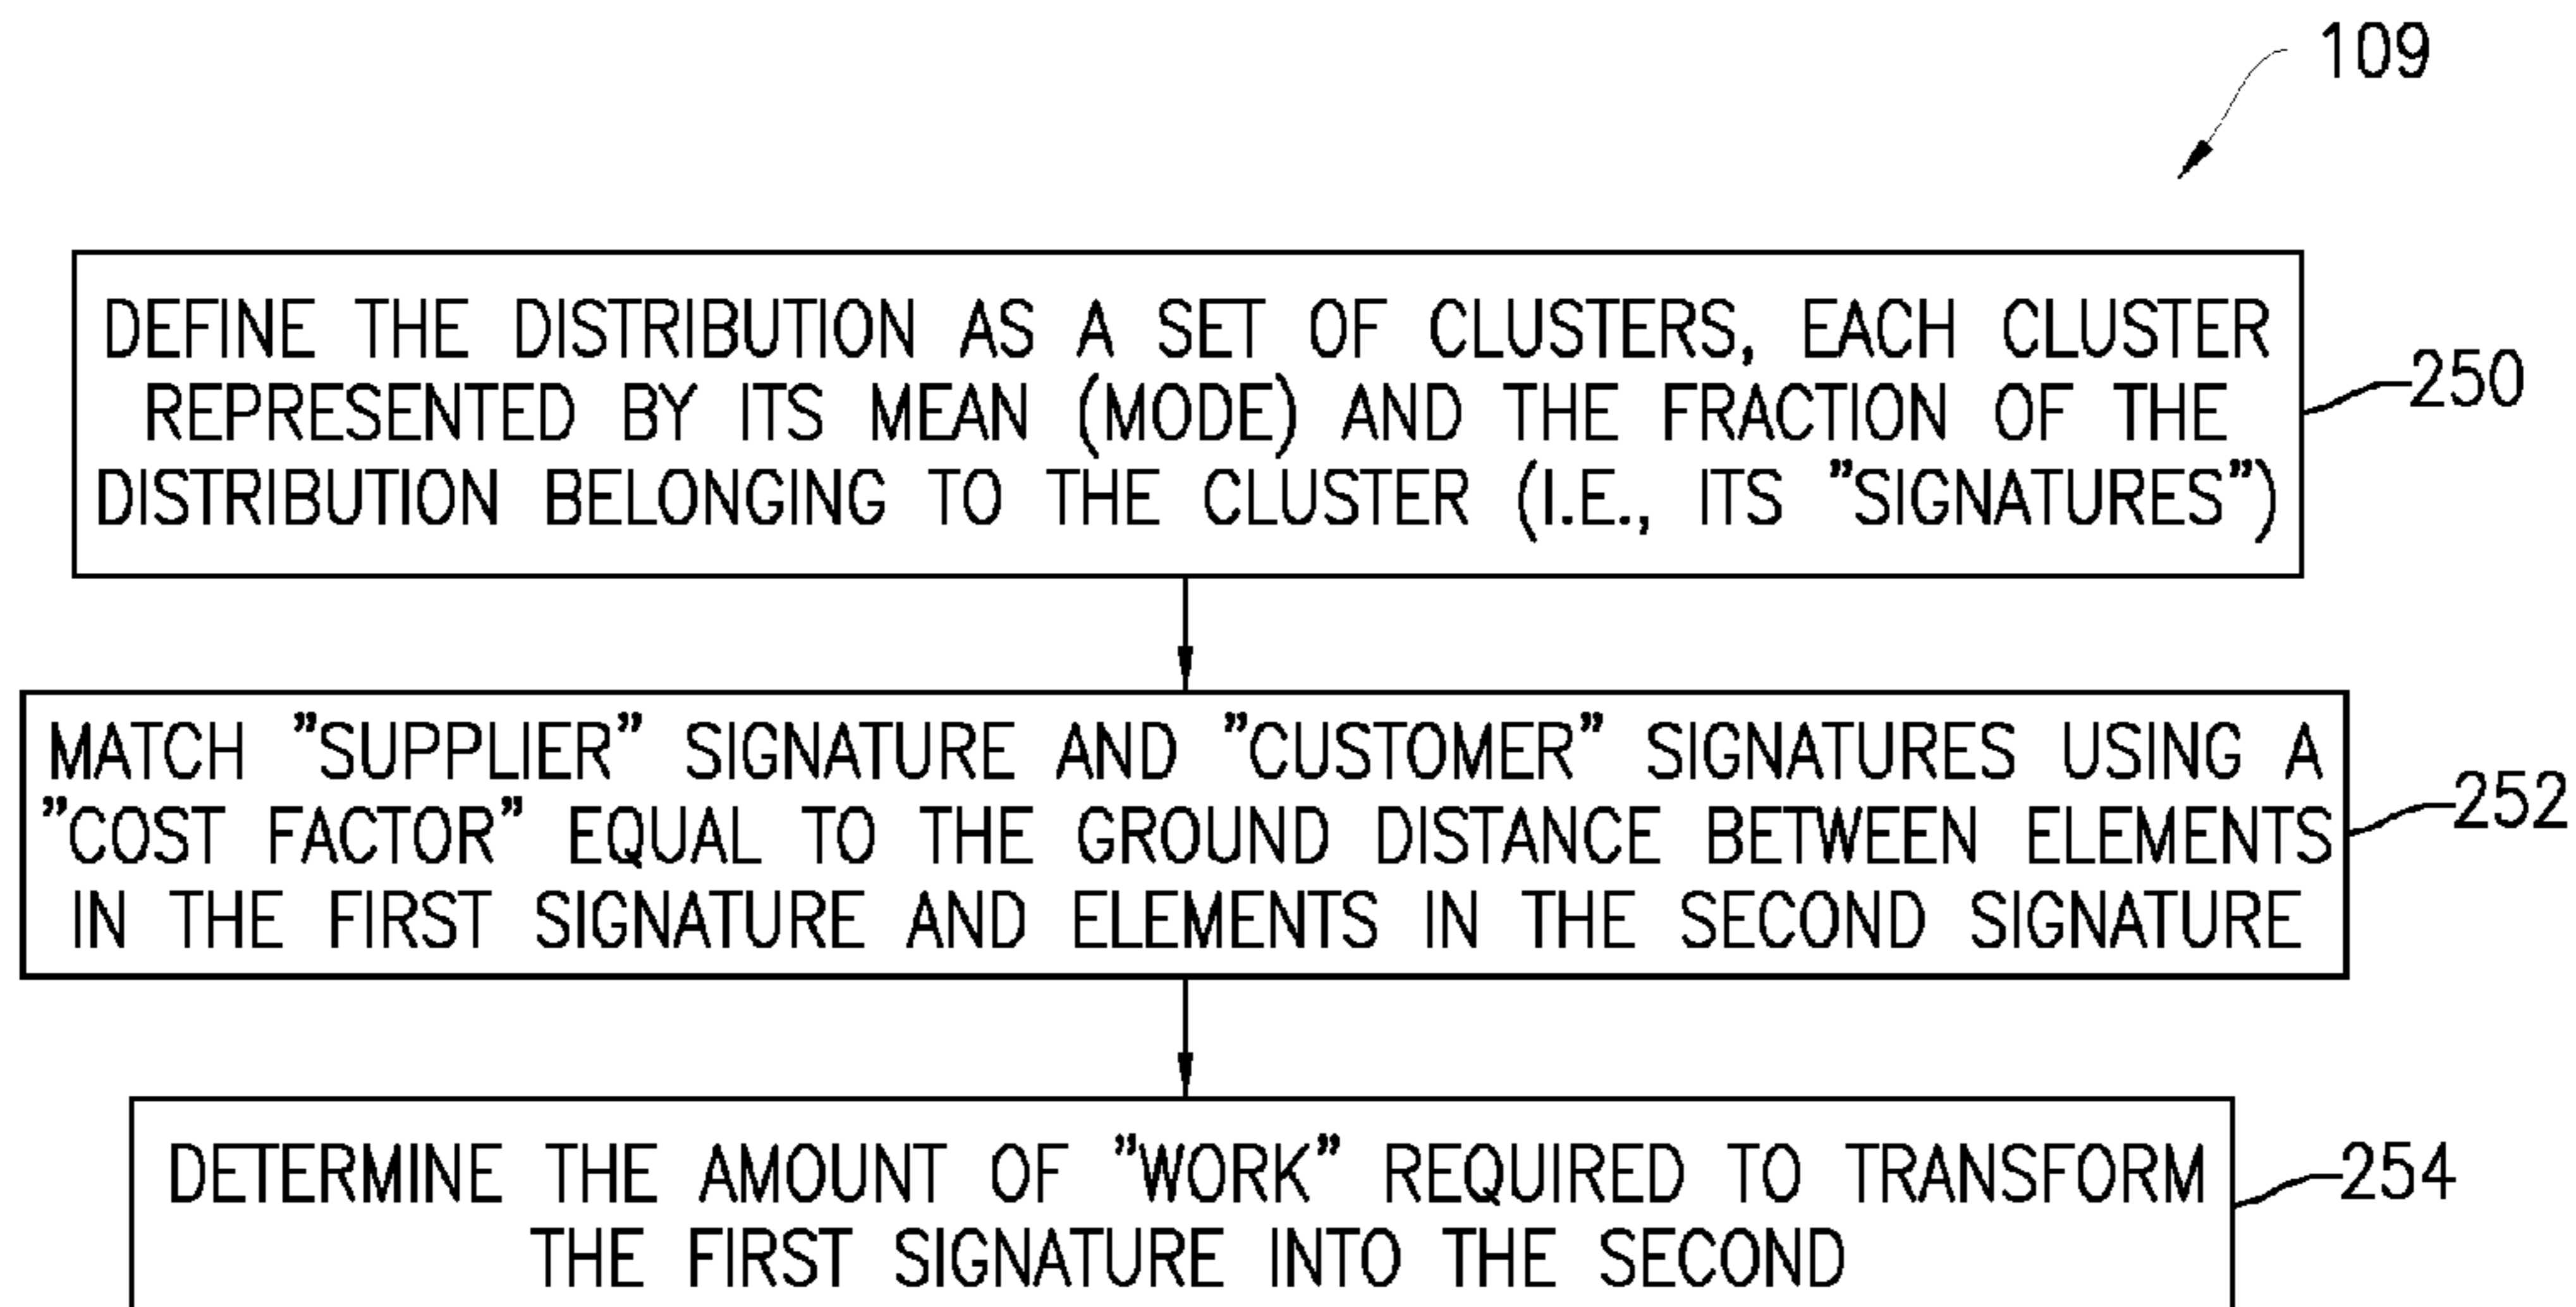 109
DEFINE THE DISTRIBUTION AS A SET OF CLUSTERS, EACH CLUSTER
REPRESENTED BY ITS MEAN (MODE) AND THE FRACTION OF THE
DISTRIBUTION BELONGING TO THE CLUSTER (I.E., ITS ”SIGNATURES”)
250
MATCH ”SUPPLIER” SIGNATURE AND ”CUSTOMER” SIGNATURES USING A
”COST FACTOR” EQUAL TO THE GROUND DISTANCE BETWEEN ELEMENTS
IN THE FIRST SIGNATURE AND ELEMENTS IN THE SECOND SIGNATURE
252
DETERMINE THE AMOUNT OF ”WORK” REQUIRED TO TRANSFORM
THE FIRST SIGNATURE INTO THE SECOND
254